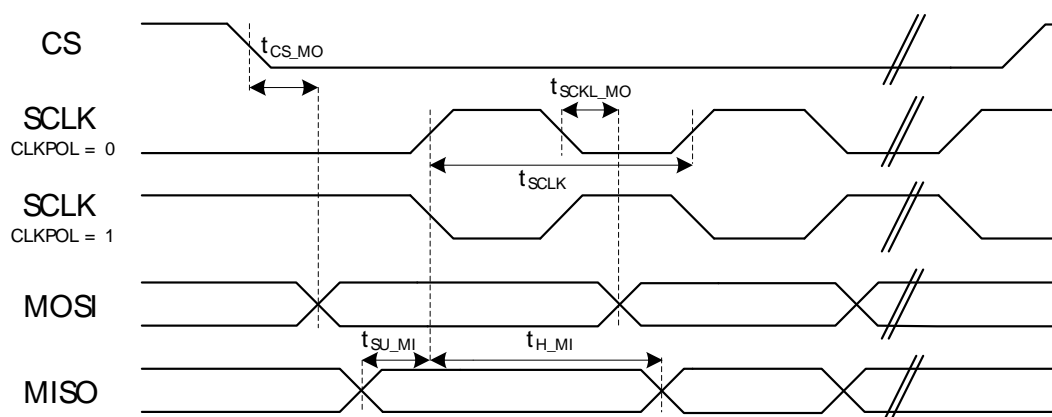 CS
tCS_MO
SCLK
CLKPOL = 0
tSCKL_MO
tSCLK
SCLK
CLKPOL = 1
MOSI
tSU_MI
tH_MI
MISO